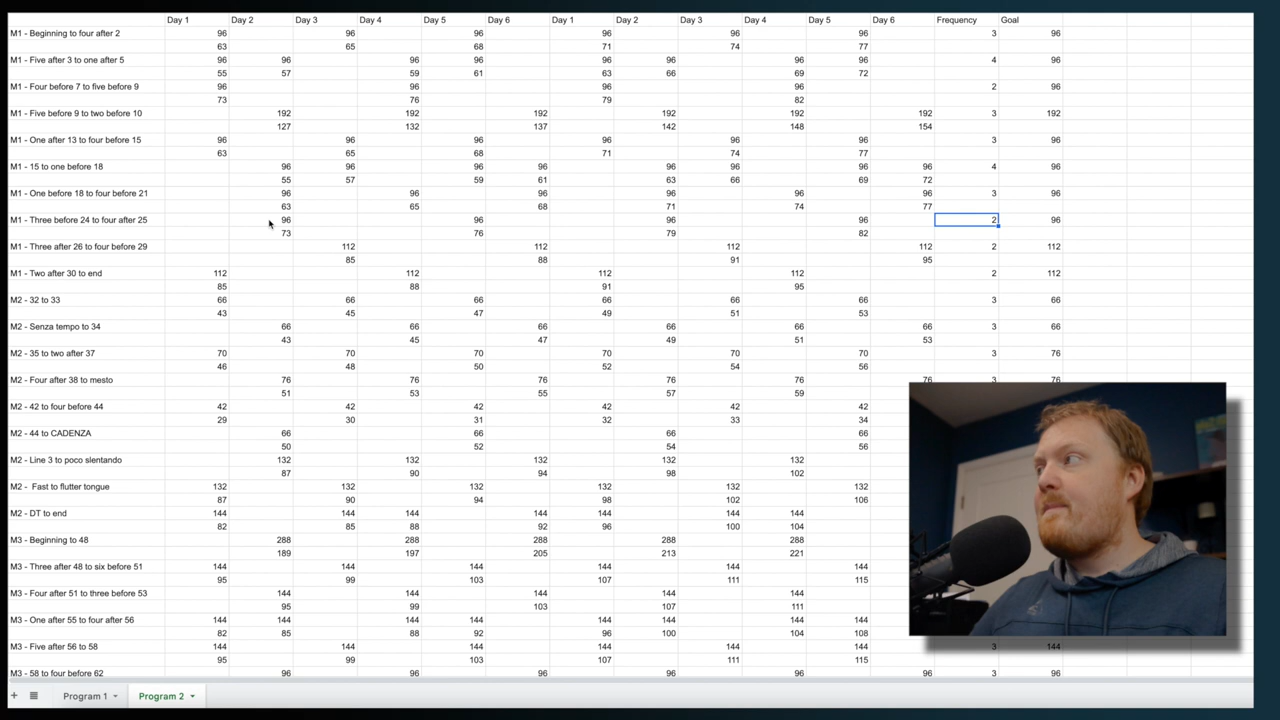 Day 1 Day 2 Day 3 Day 4 Day 5 Day 6 Day 1 Day 2 Day 3 Day 4 Day 5 Day 6 Frequency Goal
M1 - Beginning to four after 2 96 96 96 96 96 96 3 96
63 65 68 71 74 77
M1 - Five after 3 to one after 5 96 96 96 96 96 96 96 96 4 96
55 57 59 61 63 66 69 72
M1 - Four before 7 to five before 9 96 96 96 96 2 96
73 76 79 82
M1 - Five before 9 to two before 10 192 192 192 192 192 192 3 192
127 132 137 142 148 154
M1 - One after 13 to four before 15 96 96 96 96 96 96 3 96
63 65 68 71 74 77
M1 - 15 to one before 18 96 96 96 96 96 96 96 96 4 96
55 57 59 61 63 66 69 72
M1 - One before 18 to four before 21 96 96 96 96 96 96 3 96
63 65 68 71 74 77
M1 - Three before 24 to four after 25 96 96 96 96 2 96
73 76 79 82
M1 - Three after 26 to four before 29 112 112 112 112 2 112
85 88 91 95
M1 - Two after 30 to end 112 112 112 112 2 112
85 88 91 95
M2 - 32 to 33 66 66 66 66 66 66 3 66
43 45 47 49 51 53
M2 - Senza tempo to 34 66 66 66 66 66 66 3 66
43 45 47 49 51 53
M2 - 35 to two after 37 70 70 70 70 70 70 3 76
46 48 50 52 54 56
M2 - Four after 38 to mesto 76 76 76 76 76 76 3 76
51 53 55 57 59
M2 - 42 to four before 44 42 42 42 42 42 42
29 30 31 32 33 34
M2 - 44 to CADENZA 66 66 66 66
50 52 54 56
M2 - Line 3 to poco slentando 132 132 132 132 132
87 90 94 98 102
M2 - Fast to flutter tongue 132 132 132 132 132 132
87 90 94 98 102 106
M2 - DT to end 144 144 144 144 144 144 144
82 85 88 92 96 100 104
M3 - Beginning to 48 288 288 288 288 288
189 197 205 213 221
M3 - Three after 48 to six before 51 144 144 144 144 144 144
95 99 103 107 111 115
M3 - Four after 51 to three before 53 144 144 144 144 144
95 99 103 107 111
M3 - One after 55 to four after 56 144 144 144 144 144 144 144 144
82 85 88 92 96 100 104 108
M3 - Five after 56 to 58 144 144 144 144 144 144 3 144
95 99 103 107 111 115
M3 - 58 to four before 62 96 96 96 96 96 96 96 3 96
Program 1 Program 2